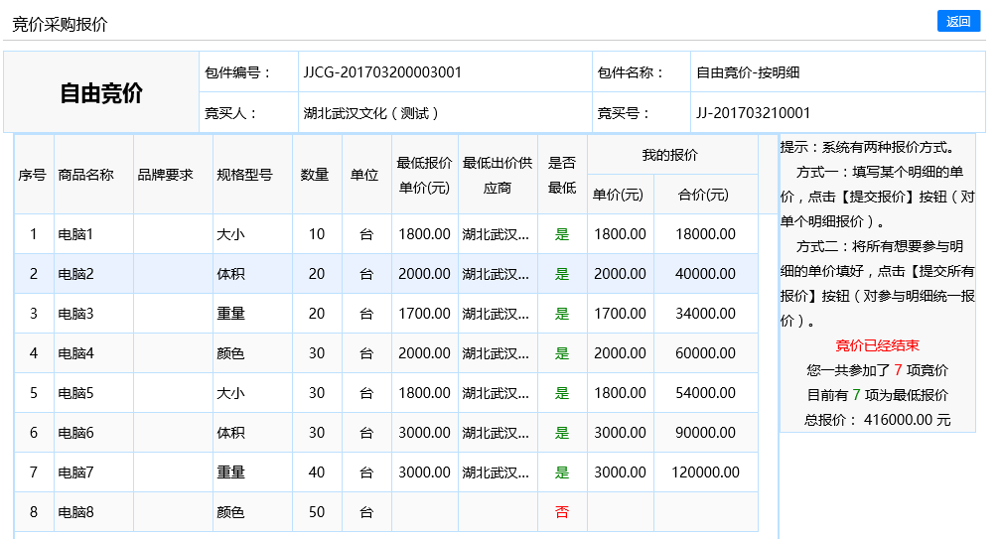 竞价采购报价
返回
自由竞价
包件编号： JJCG-201703200003001 包件名称： 自由竞价-按明细
竞买人： 湖北武汉文化（测试） 竞买号： JJ-201703210001
序号 商品名称 品牌要求 规格型号 数量 单位 最低报价单价(元) 最低出价供应商 是否最低 我的报价
单价(元) 合价(元)
1 电脑1 大小 10 台 1800.00 湖北武汉... 是 1800.00 18000.00
2 电脑2 体积 20 台 2000.00 湖北武汉... 是 2000.00 40000.00
3 电脑3 重量 20 台 1700.00 湖北武汉... 是 1700.00 34000.00
4 电脑4 颜色 30 台 2000.00 湖北武汉... 是 2000.00 60000.00
5 电脑5 大小 30 台 1800.00 湖北武汉... 是 1800.00 54000.00
6 电脑6 体积 30 台 3000.00 湖北武汉... 是 3000.00 90000.00
7 电脑7 重量 40 台 3000.00 湖北武汉... 是 3000.00 120000.00
8 电脑8 颜色 50 台 否
提示：系统有两种报价方式。
方式一：填写某个明细的单
价，点击【提交报价】按钮（对
单个明细报价）。
方式二：将所有想要参与明
细的单价填好，点击【提交所有
报价】按钮（对参与明细统一报
价）。
竞价已经结束
您一共参加了 7 项竞价
目前有 7 项为最低报价
总报价： 416000.00 元